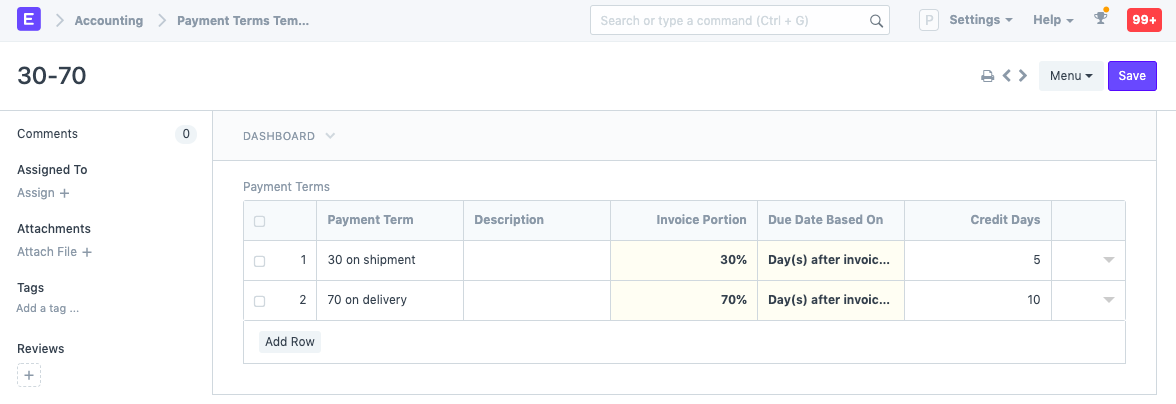 E Accounting Payment Terms Tem... Search or type a command (Ctrl + G) P Settings Help 99+
30-70 Menu Save
Comments 0
Assigned To
Assign +
Attachments
Attach File +
Tags
Add a tag ...
Reviews
+
DASHBOARD
Payment Terms
Payment Term Description Invoice Portion Due Date Based On Credit Days
1 30 on shipment 30% Day(s) after invoic... 5
2 70 on delivery 70% Day(s) after invoic... 10
Add Row